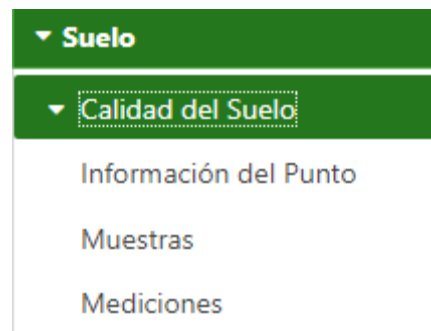 Suelo
Calidad del Suelo
Información del Punto
Muestras
Mediciones